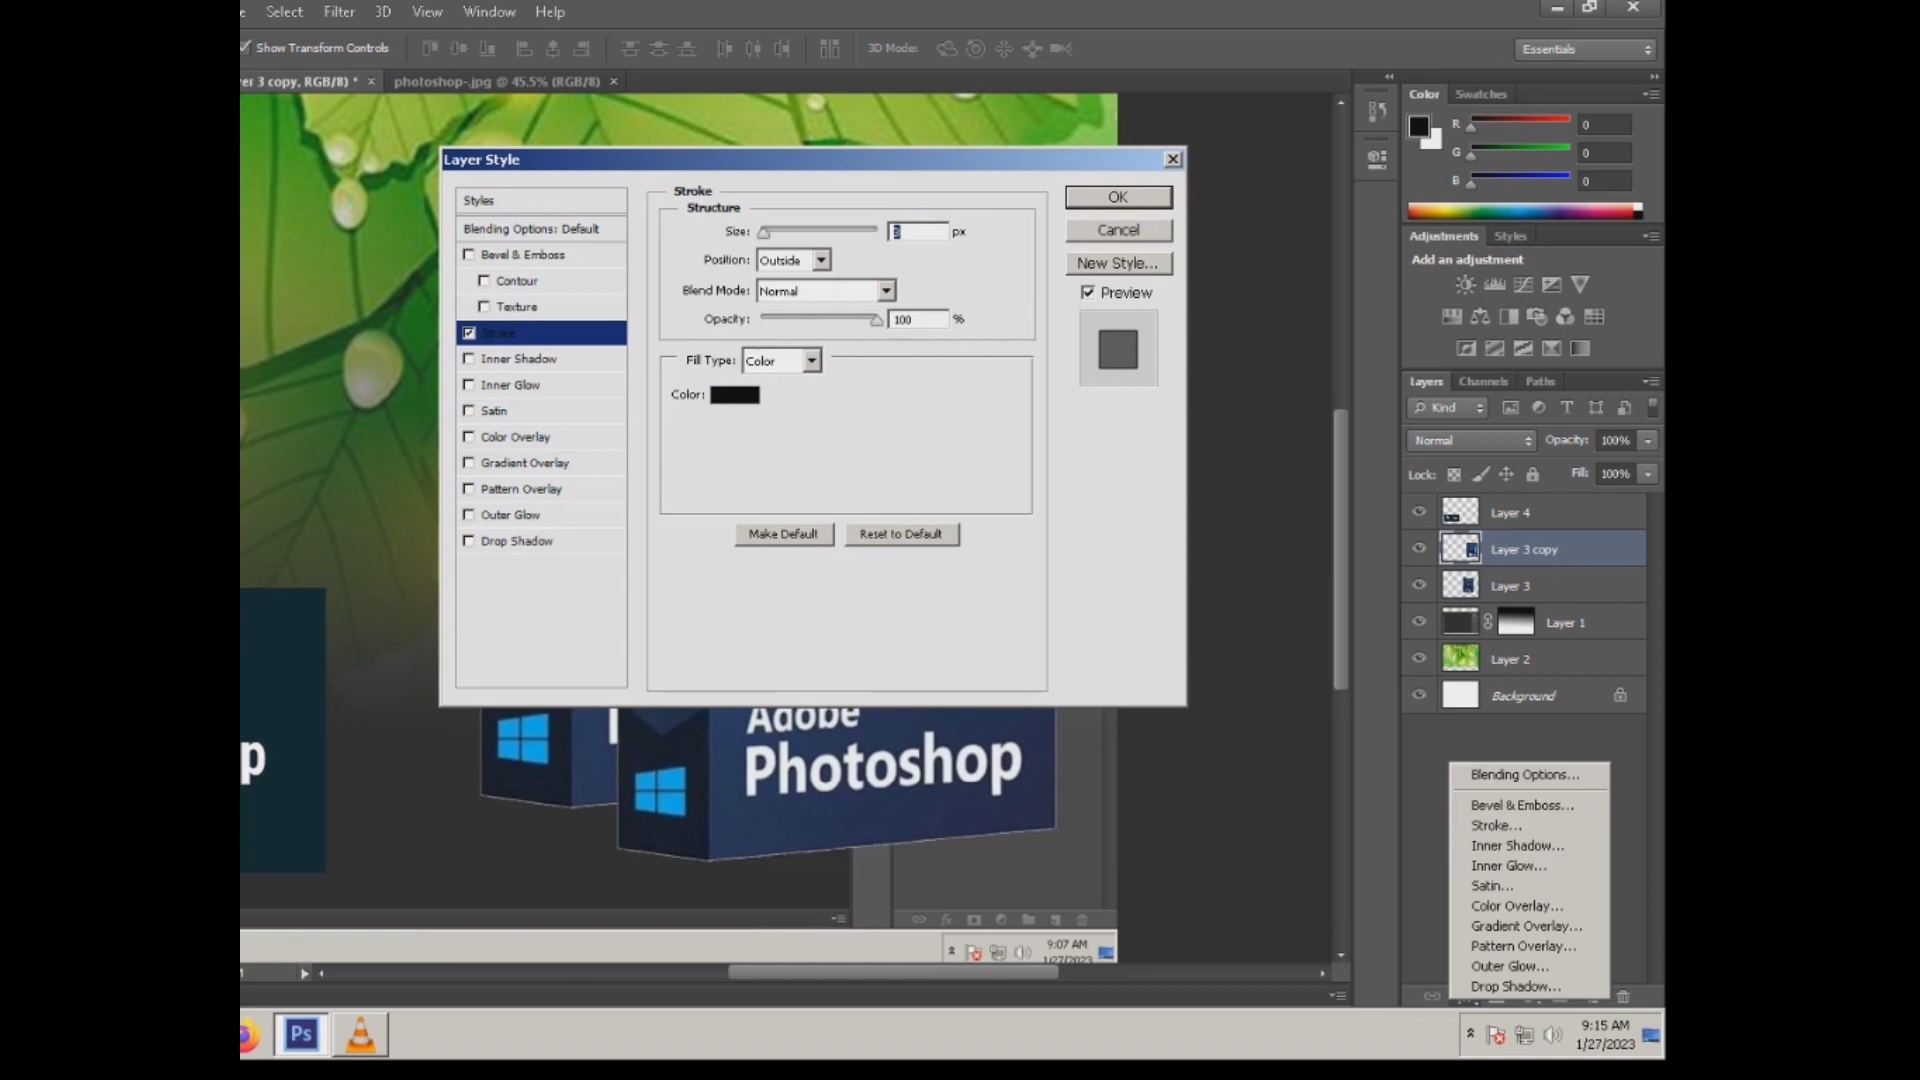 Select Filter 3D View Window Help
Show Transform Controls 3D Mode: Essentials
er 3 copy, RGB/8) * × photoshop-.jpg @ 45.5% (RGB/8) ×
Layer Style
Styles
Blending Options: Default
Bevel & Emboss
Contour
Texture
Stroke
Inner Shadow
Inner Glow
Satin
Color Overlay
Gradient Overlay
Pattern Overlay
Outer Glow
Drop Shadow
Stroke
Structure
Size: px
Position: Outside
Blend Mode: Normal
Opacity: 100 %
Fill Type: Color
Color:
Make Default Reset to Default
OK
Cancel
New Style...
Preview
Color Swatches
R 0
G 0
B 0
Adjustments Styles
Add an adjustment
Layers Channels Paths
Kind
Normal Opacity: 100%
Lock: Fill: 100%
Layer 4
Layer 3 copy
Layer 3
Layer 1
Layer 2
Background
Blending Options...
Bevel & Emboss...
Stroke...
Inner Shadow...
Inner Glow...
Satin...
Color Overlay...
Gradient Overlay...
Pattern Overlay...
Outer Glow...
Drop Shadow...
p
Adobe
Photoshop
9:07 AM
1/27/2023
Ps
9:15 AM
1/27/2023